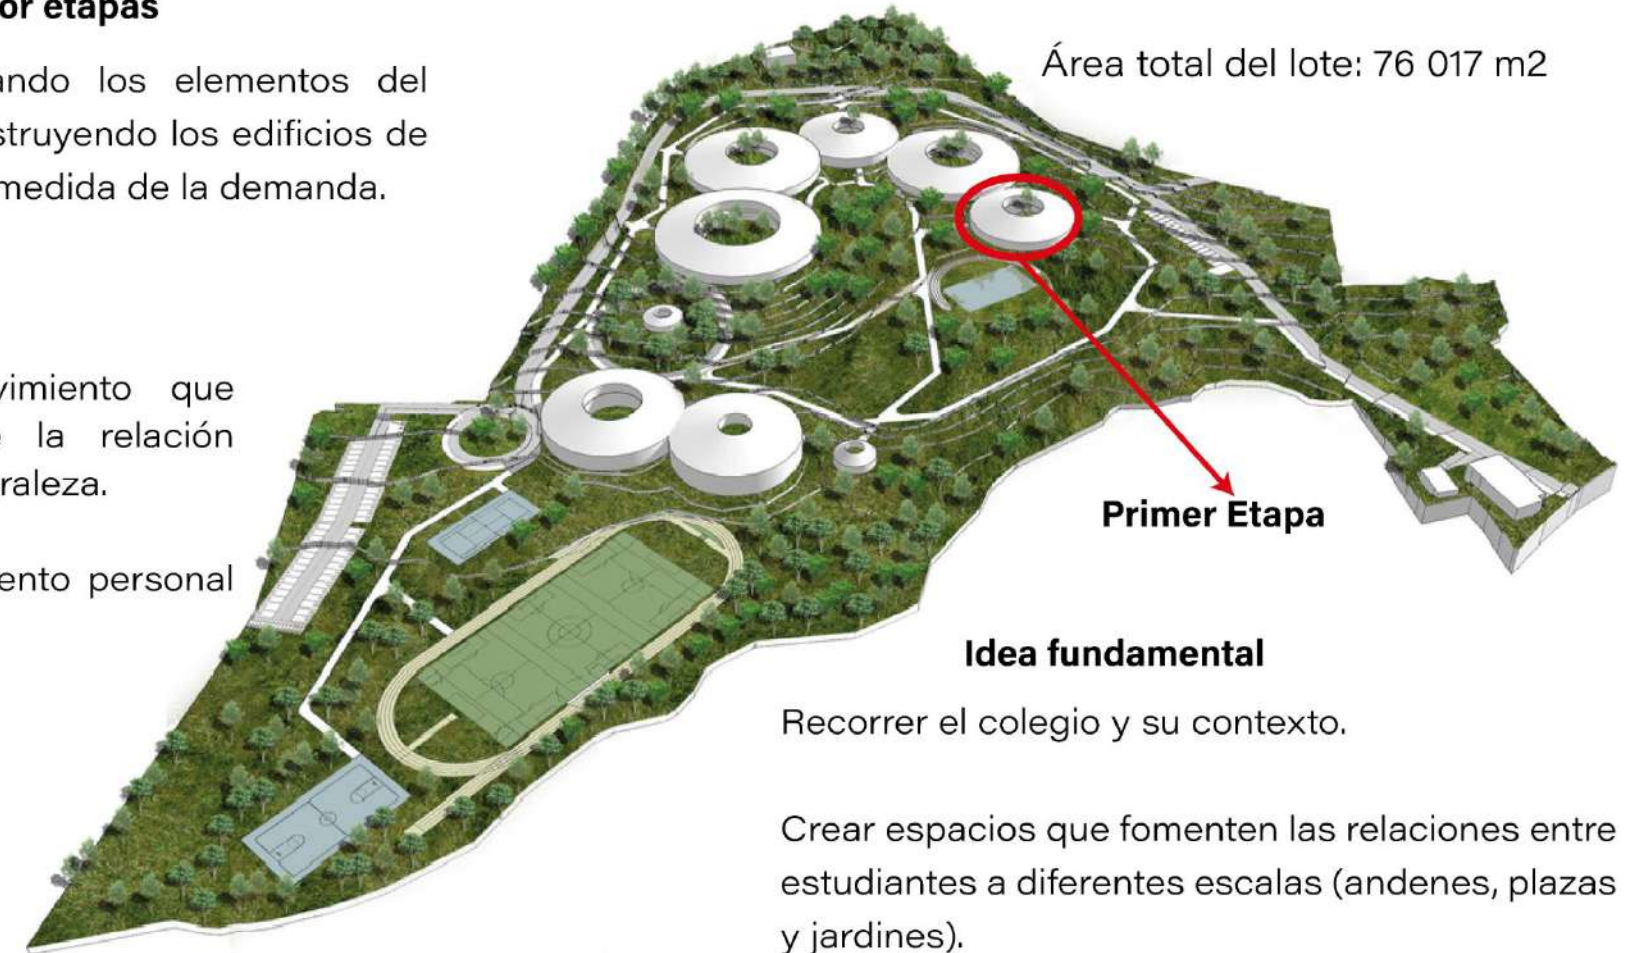 or etapas
ando los elementos del
struyendo los edificios de
medida de la demanda.
Área total del lote: 76 017 m2
vimiento que
e la relación
raleza.
ento personal
Primer Etapa
Idea fundamental
Recorrer el colegio y su contexto.
Crear espacios que fomenten las relaciones entre
estudiantes a diferentes escalas (andenes, plazas
y jardines).